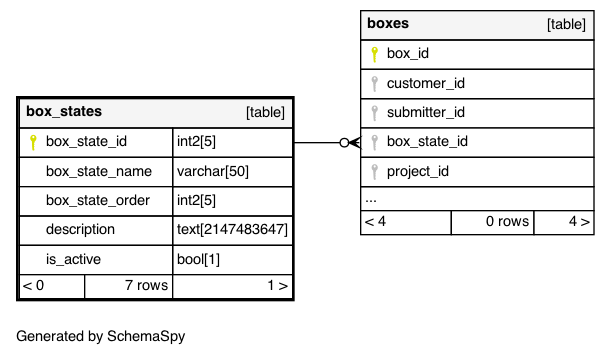 boxes [table]
box_id
customer_id
submitter_id
box_state_id
project_id
...
< 4 0 rows 4 >
box_states [table]
box_state_id int2[5]
box_state_name varchar[50]
box_state_order int2[5]
description text[2147483647]
is_active bool[1]
< 0 7 rows 1 >
Generated by SchemaSpy